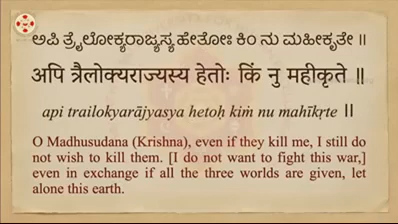 ಅಪಿ ತ್ರೈಲೋಕ್ಯರಾಜ್ಯಸ್ಯ ಹೇತೋಃ ಕಿಂ ನು ಮಹೀಕೃತೇ ॥
अपि त्रैलोक्यराज्यस्य हेतोः किं नु महीकृते ॥
api trailokyarājyasya hetoḥ kiṁ nu mahīkṛte ॥
O Madhusudana (Krishna), even if they kill me, I still do
not wish to kill them. [I do not want to fight this war,]
even in exchange if all the three worlds are given, let
alone this earth.